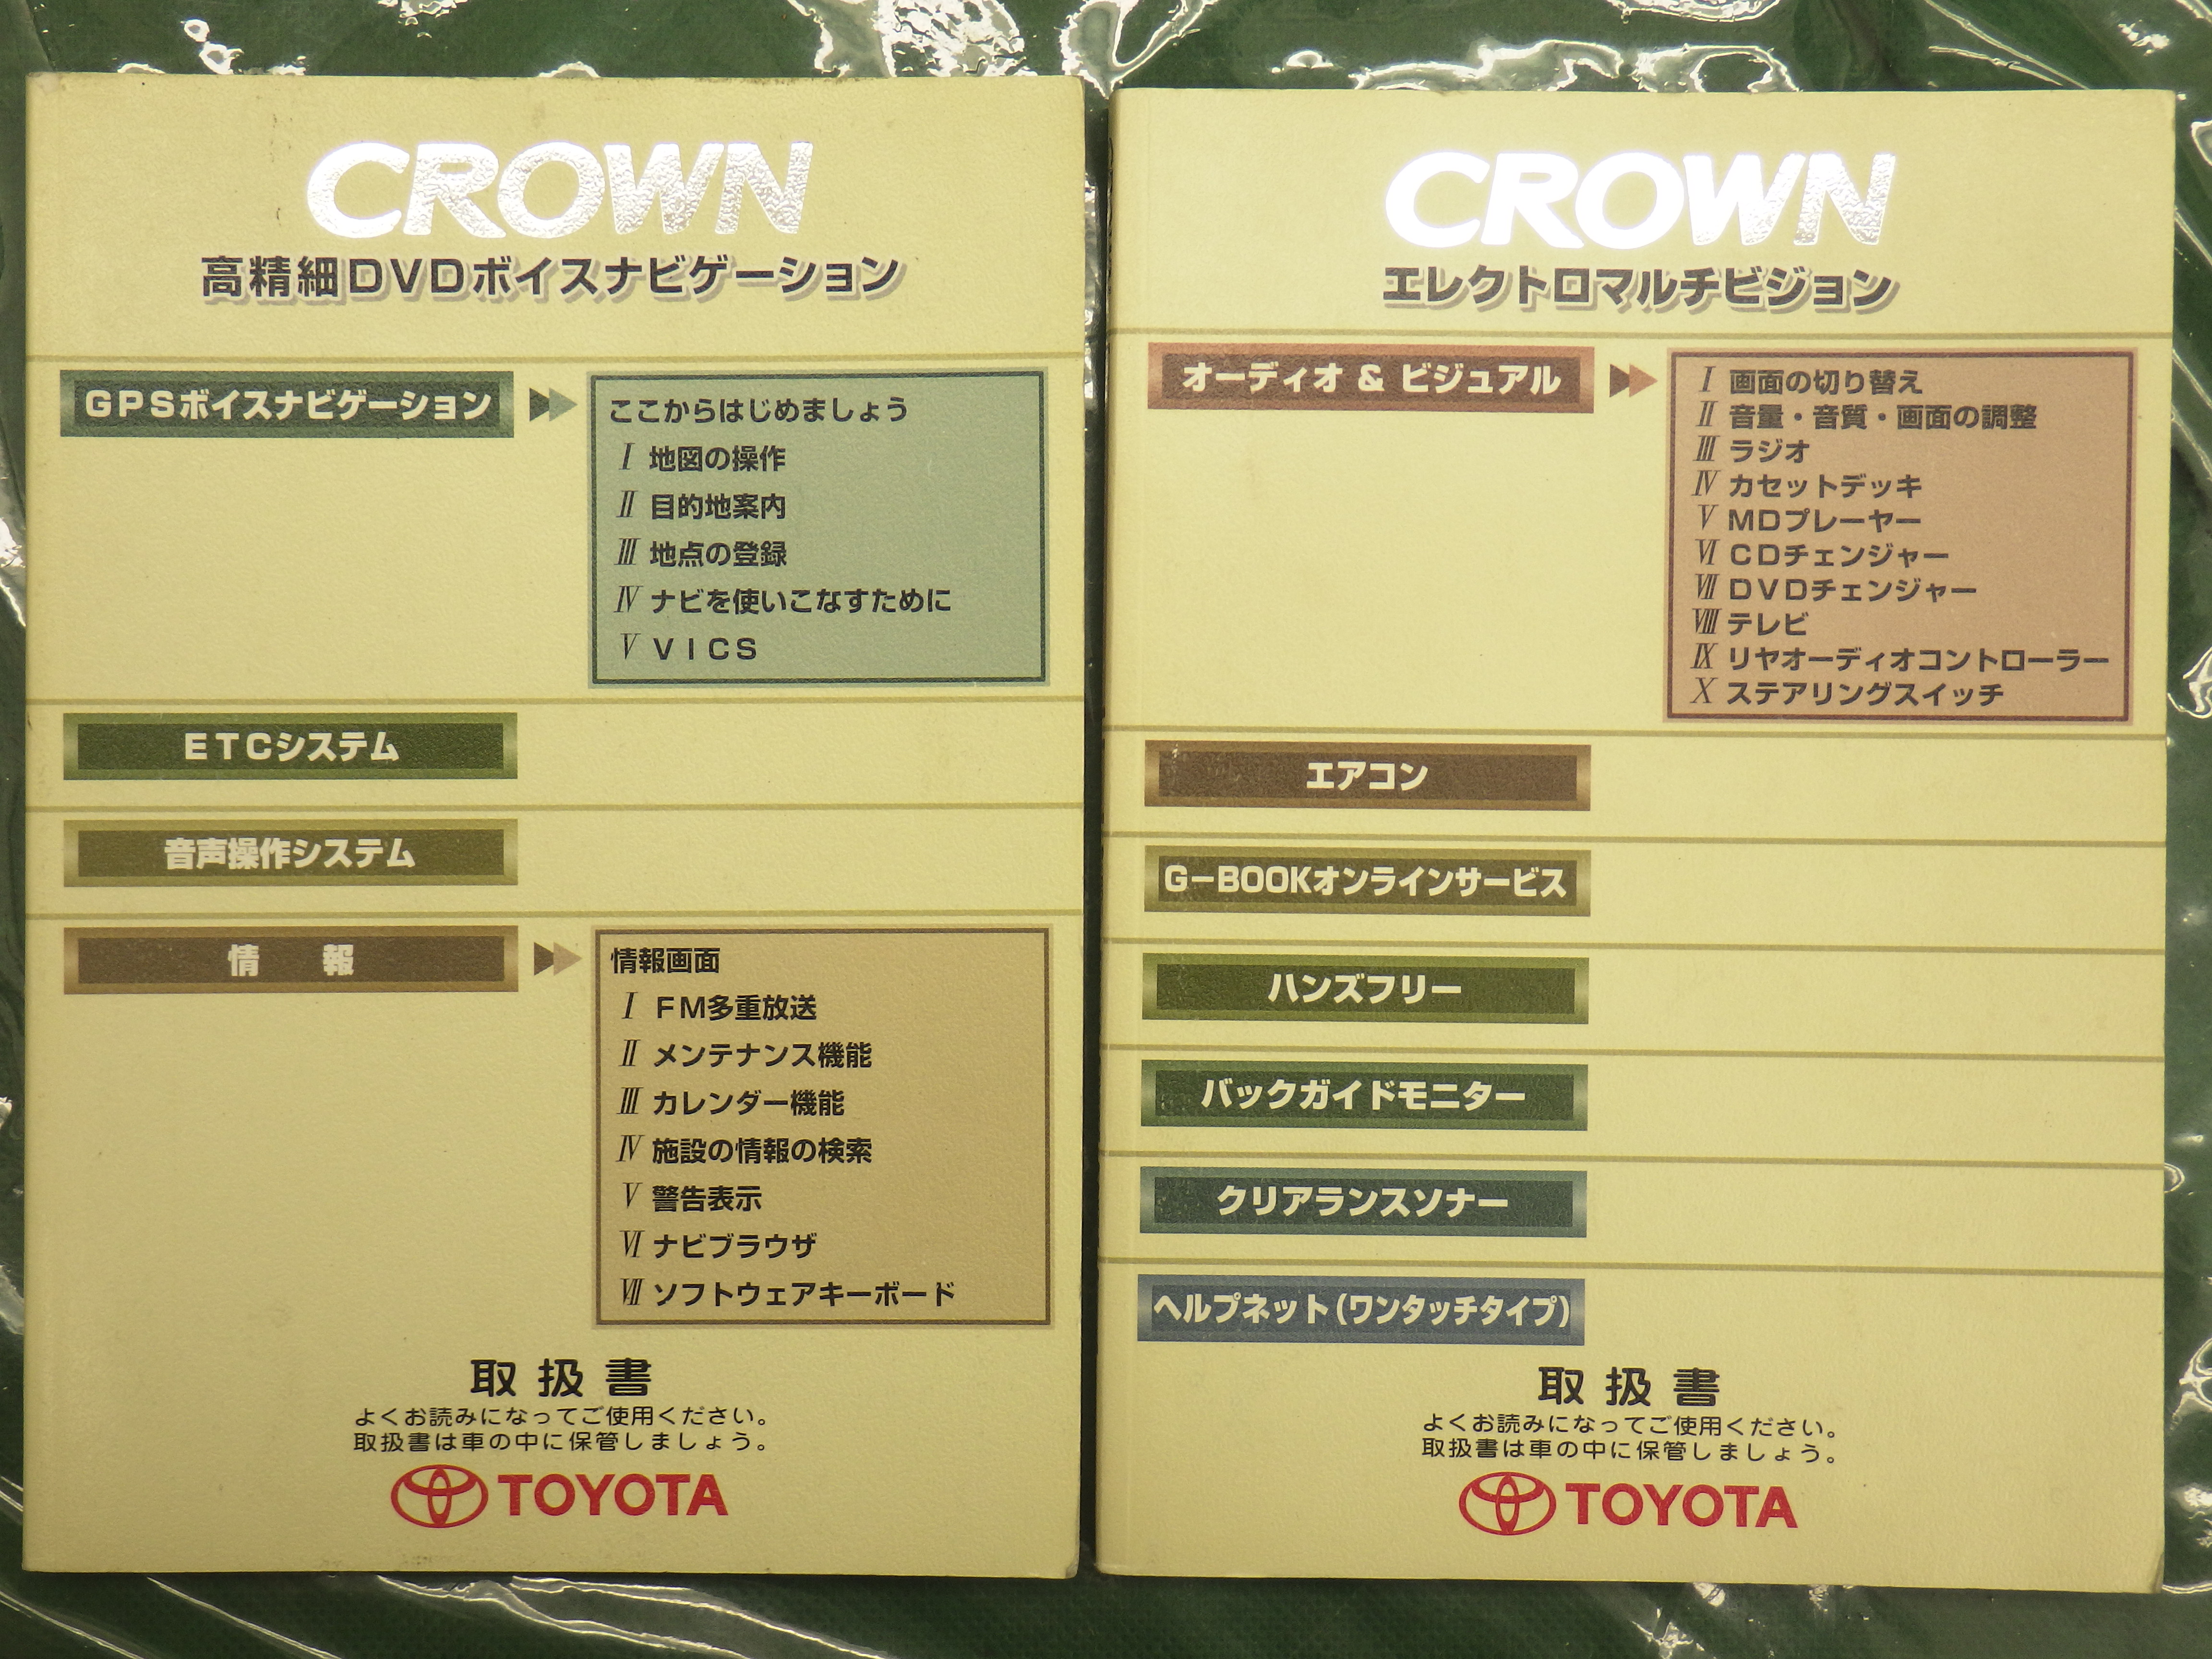 CROWN
高精細DVDボイスナビゲーション
GPSボイスナビゲーション
ここからはじめましょう
Ⅰ 地図の操作
Ⅱ 目的地案内
Ⅲ 地点の登録
Ⅳ ナビを使いこなすために
Ⅴ VICS
ETCシステム
音声操作システム
情 報
情報画面
Ⅰ FM多重放送
Ⅱ メンテナンス機能
Ⅲ カレンダー機能
Ⅳ 施設の情報の検索
Ⅴ 警告表示
Ⅵ ナビブラウザ
Ⅶ ソフトウェアキーボード
取扱書
よくお読みになってご使用ください。
取扱書は車の中に保管しましょう。
TOYOTA
CROWN
エレクトロマルチビジョン
オーディオ & ビジュアル
Ⅰ 画面の切り替え
Ⅱ 音量・音質・画面の調整
Ⅲ ラジオ
Ⅳ カセットデッキ
Ⅴ MDプレーヤー
Ⅵ CDチェンジャー
Ⅶ DVDチェンジャー
Ⅷ テレビ
Ⅸ リヤオーディオコントローラー
Ⅹ ステアリングスイッチ
エアコン
G-BOOKオンラインサービス
ハンズフリー
バックガイドモニター
クリアランスソナー
ヘルプネット(ワンタッチタイプ)
取扱書
よくお読みになってご使用ください。
取扱書は車の中に保管しましょう。
TOYOTA